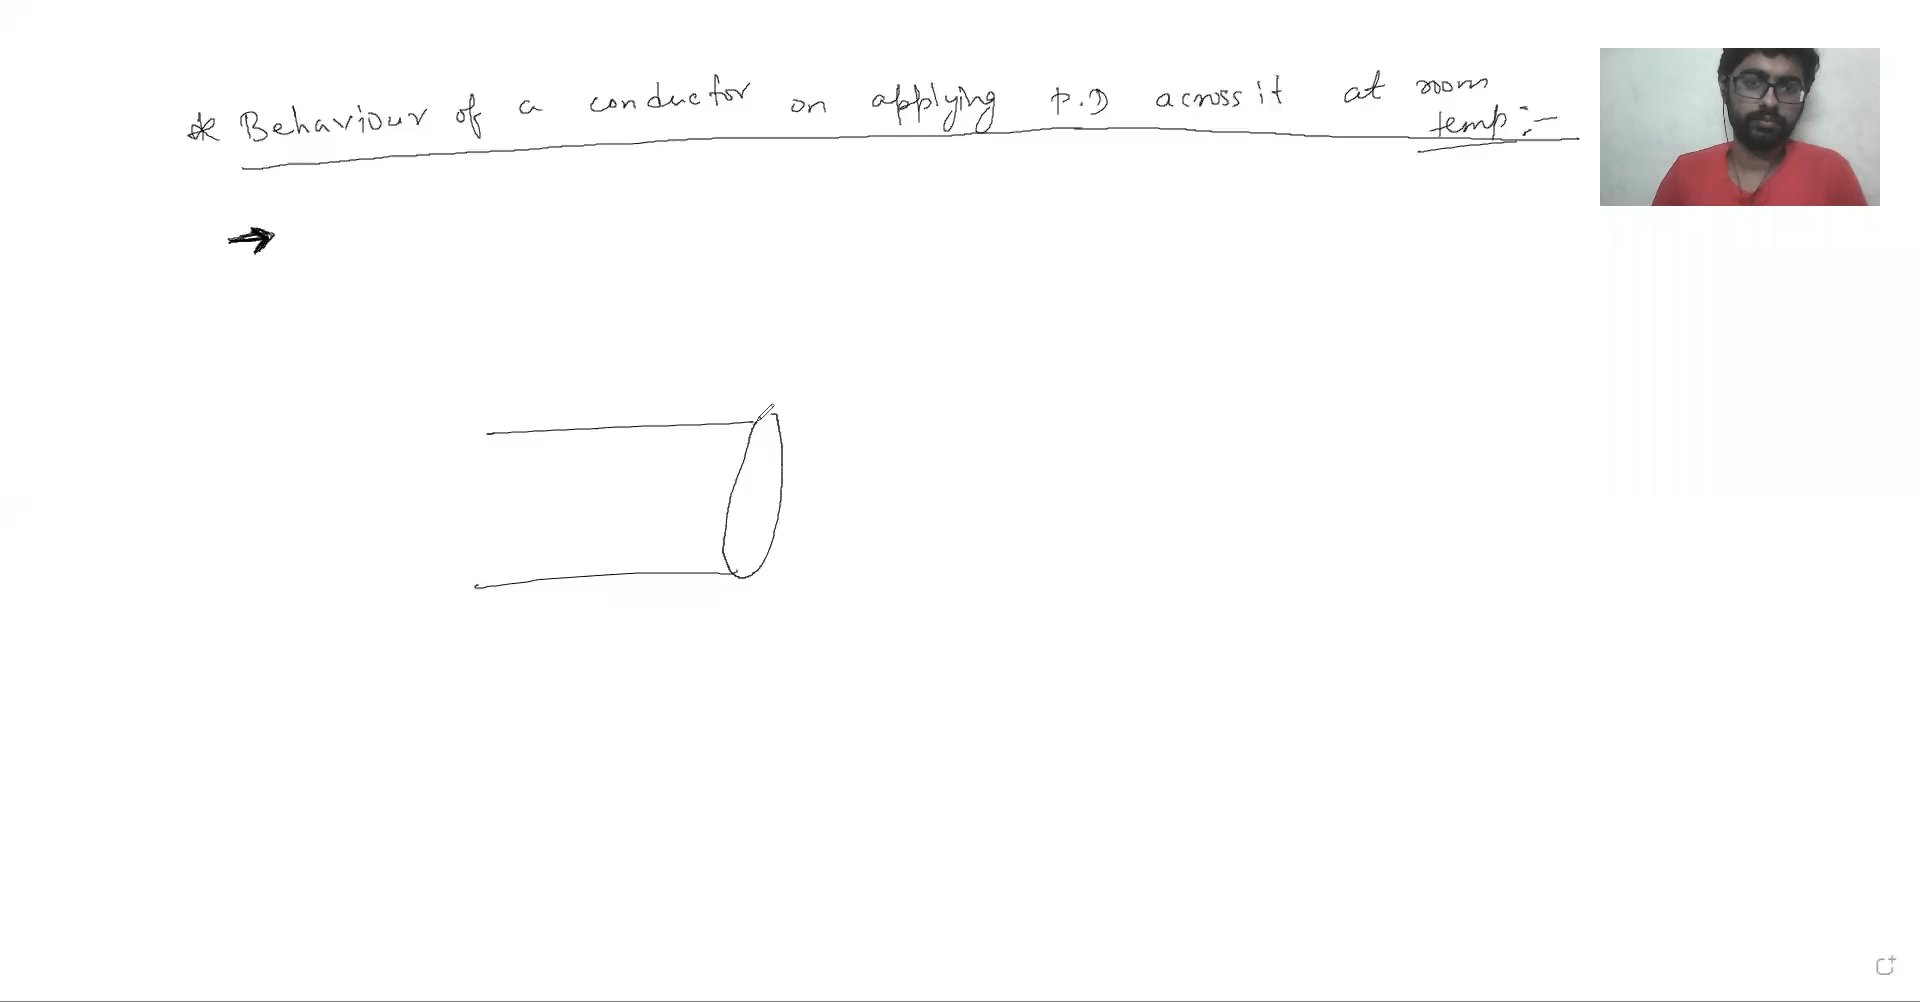 * Behaviour of a conductor on applying p.D across it at room
temp :-